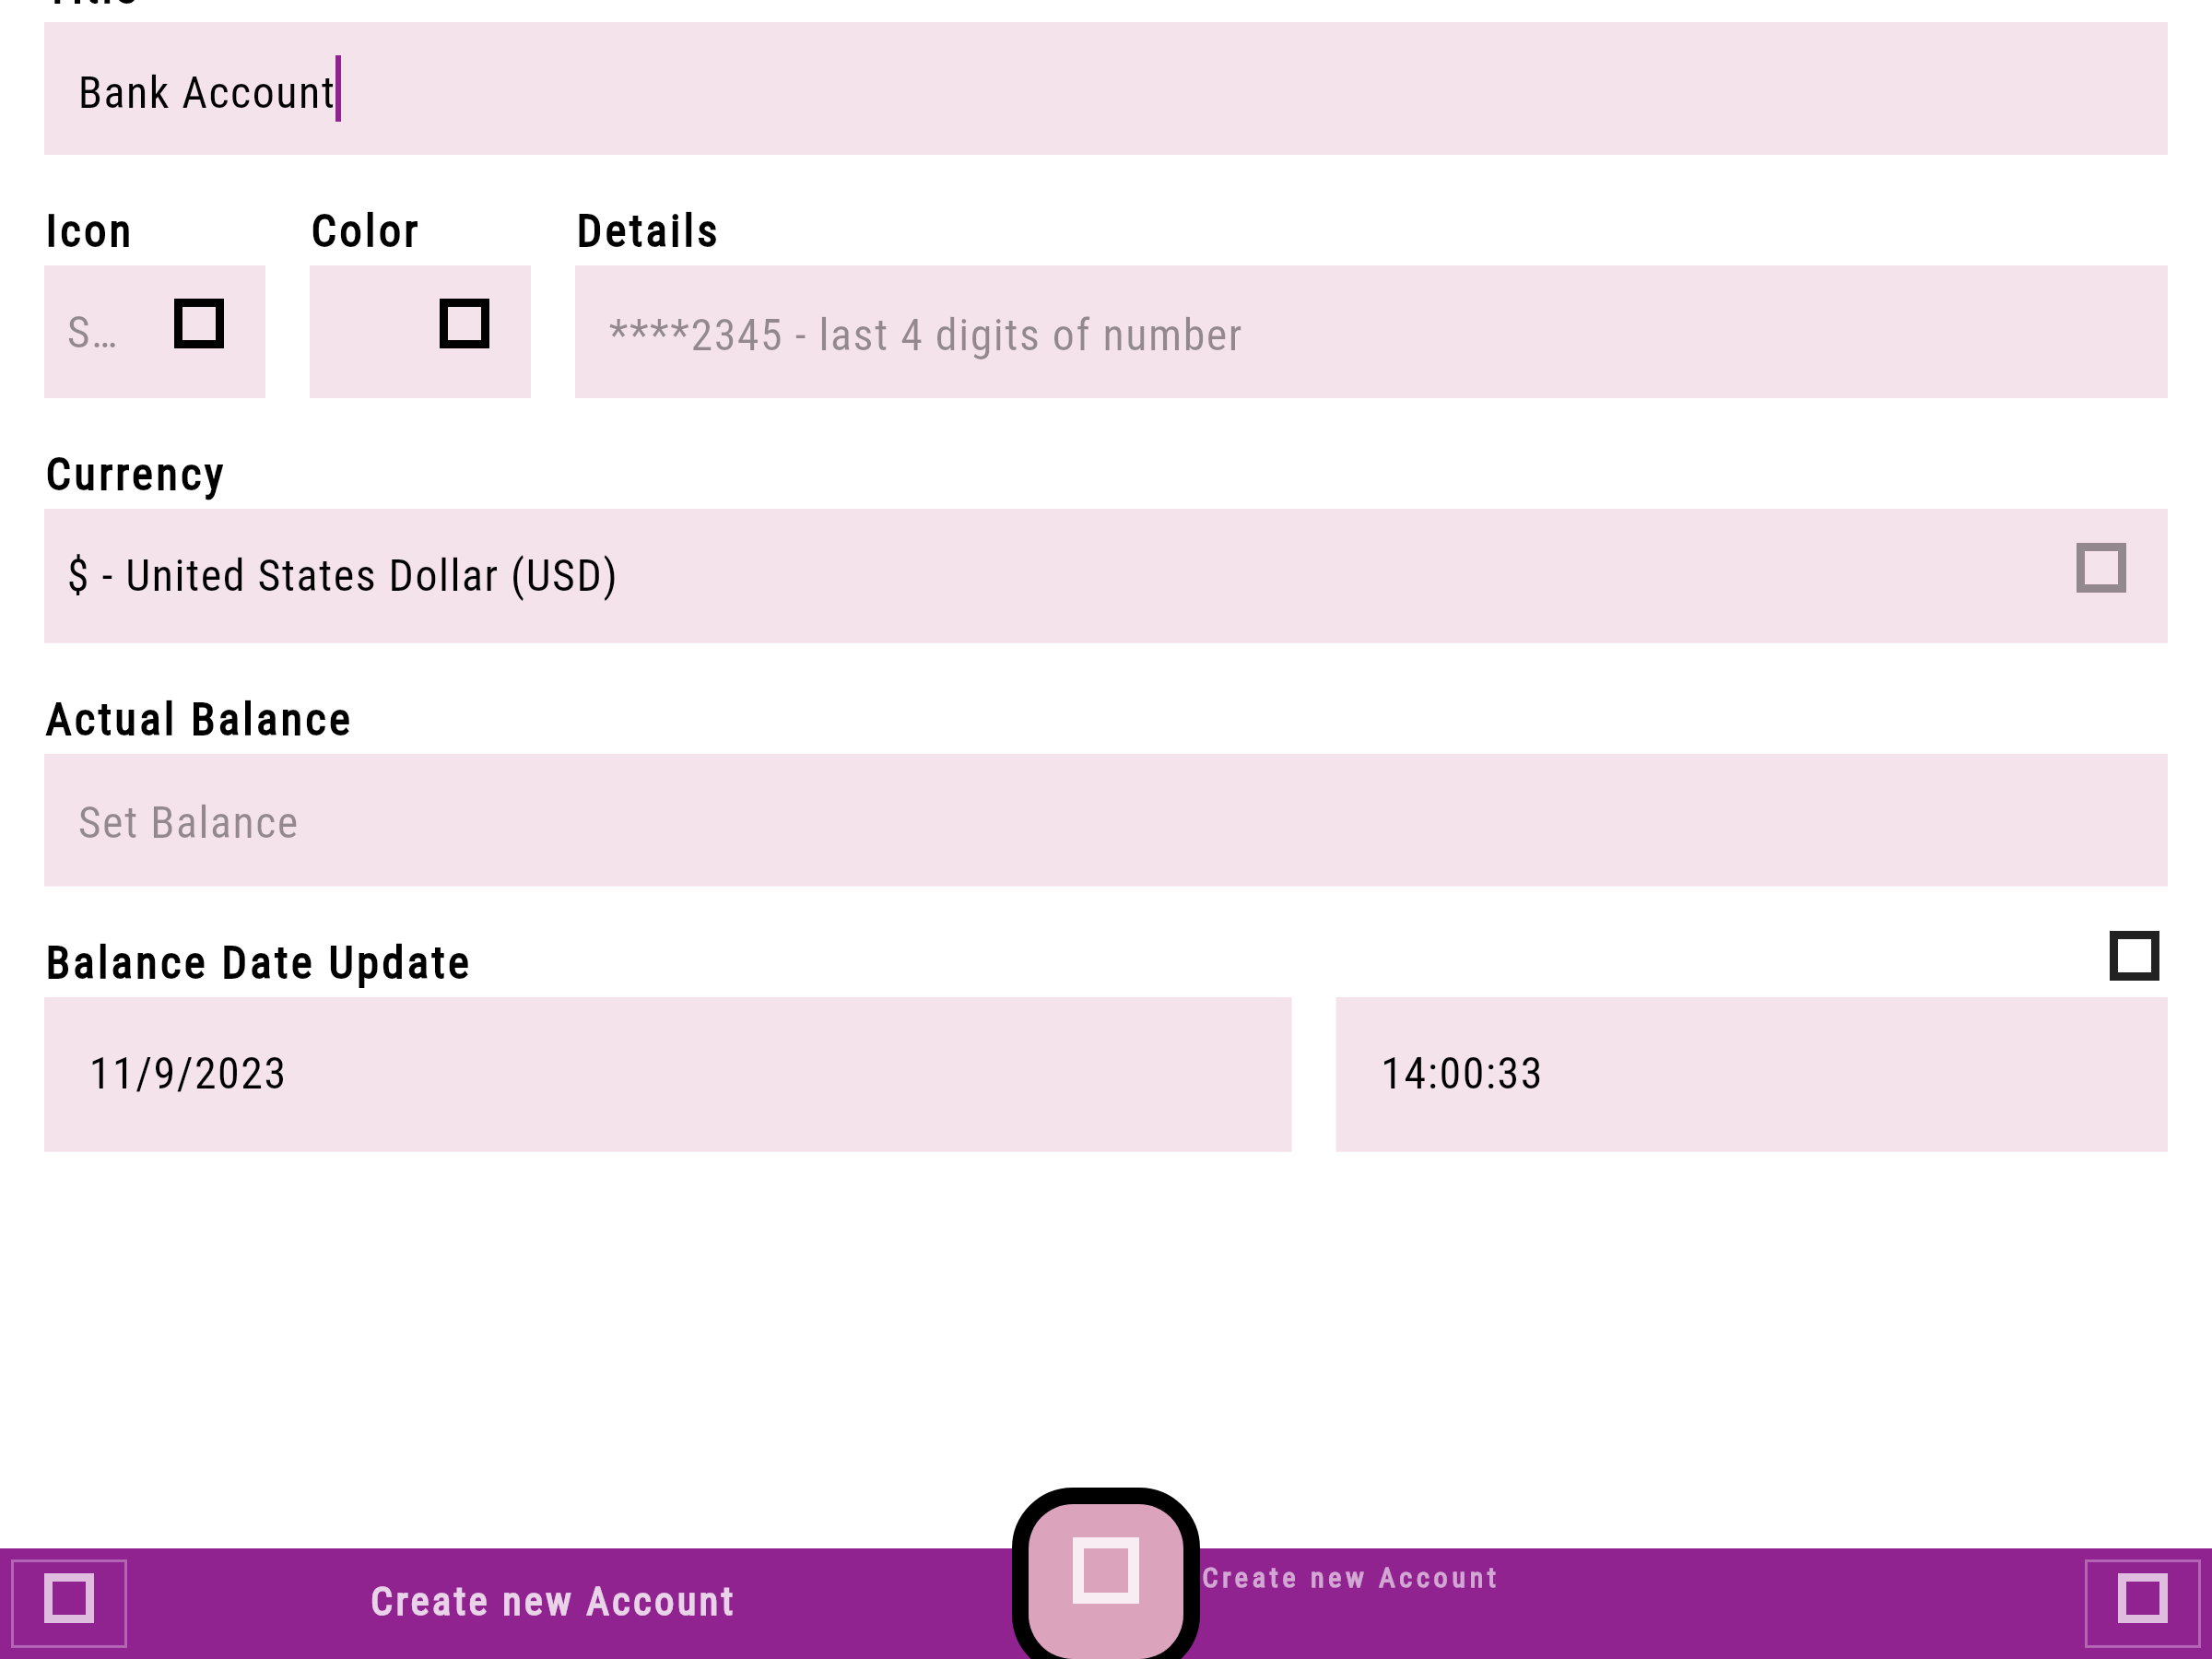 Title
Bank Account
Icon
Color
Details
S…
****2345 - last 4 digits of number
Currency
$ - United States Dollar (USD)
Actual Balance
Set Balance
Balance Date Update
11/9/2023
14:00:33
Create new Account
Create new Account